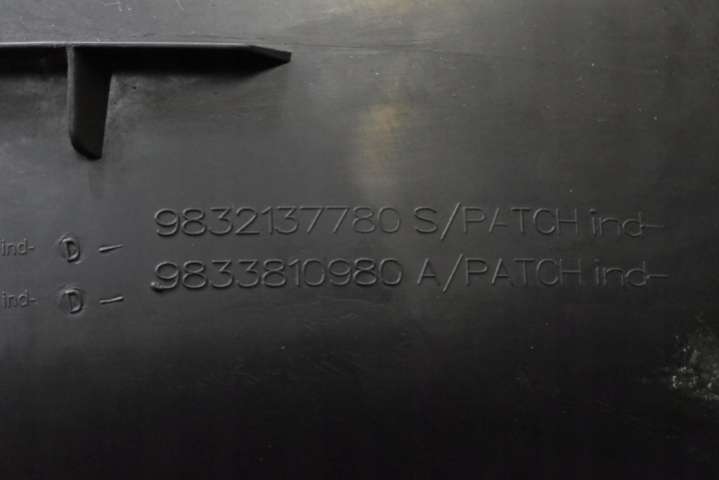 9832137780 S/PATCH ind-
ind- D -
9833810980 A/PATCH ind-
ind- D -